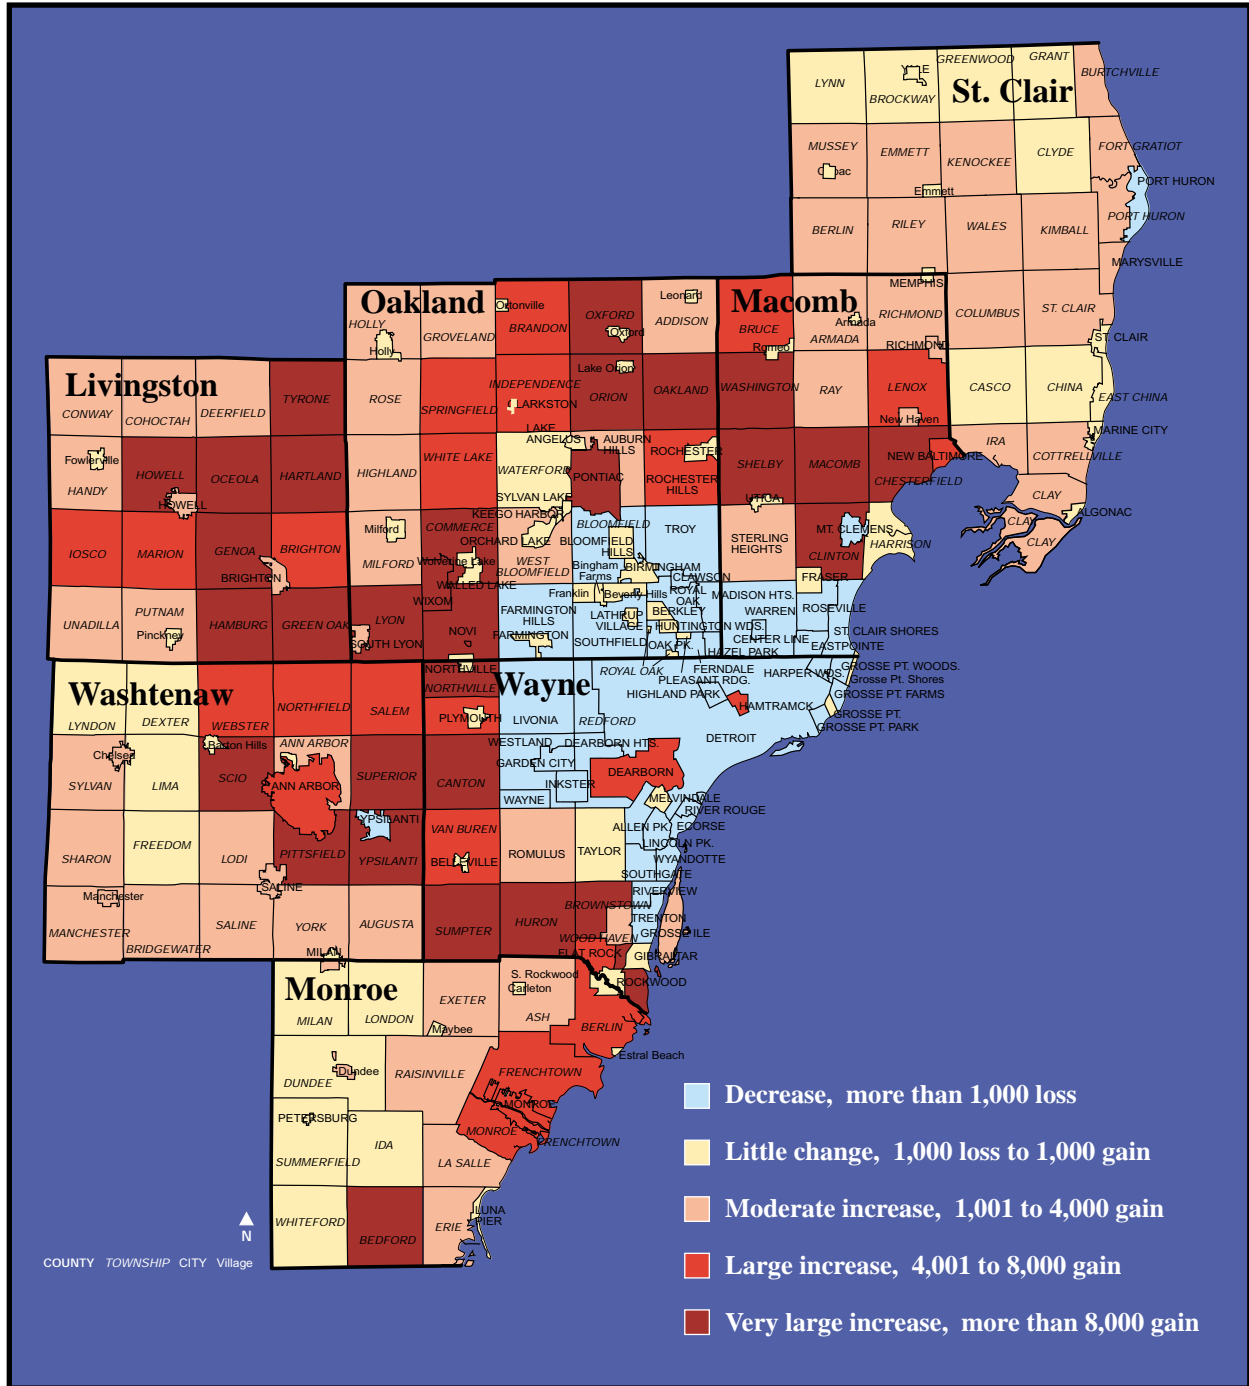 GREENWOOD
GRANT
BURTCHVILLE
LYNN
BROCKWAY
St. Clair
MUSSEY
EMMETT
KENOCKEE
CLYDE
FORT GRATIOT
Emmett
PORT HURON
PORT HURON
BERLIN
RILEY
WALES
KIMBALL
MARYSVILLE
MEMPHIS
COLUMBUS
ST. CLAIR
ST. CLAIR
CASCO
CHINA
EAST CHINA
MARINE CITY
IRA
COTTRELLVILLE
CLAY
CLAY
CLAY
ALGONAC
Oakland
HOLLY
Holly
GROVELAND
Ortonville
BRANDON
OXFORD
Oxford
Leonard
ADDISON
ROSE
SPRINGFIELD
INDEPENDENCE
CLARKSTON
Lake Orion
ORION
OAKLAND
LAKE
ANGELUS
AUBURN
HILLS
HIGHLAND
WHITE LAKE
WATERFORD
PONTIAC
ROCHESTER
ROCHESTER
HILLS
SYLVAN LAKE
KEEGO HARBOR
ORCHARD LAKE
Milford
MILFORD
COMMERCE
Wolverine Lake
WALLED LAKE
WIXOM
WEST
BLOOMFIELD
BLOOMFIELD
BLOOMFIELD
HILLS
TROY
Bingham
Farms
BIRMINGHAM
CLAWSON
Franklin
Beverly Hills
ROYAL
OAK
LYON
SOUTH LYON
NOVI
FARMINGTON
HILLS
FARMINGTON
LATHRUP
VILLAGE
SOUTHFIELD
BERKLEY
HUNTINGTON WDS.
OAK PK.
MADISON HTS.
HAZEL PARK
FERNDALE
PLEASANT RDG.
ROYAL OAK
NORTHVILLE
Macomb
BRUCE
Romeo
Armada
ARMADA
RICHMOND
RICHMOND
WASHINGTON
RAY
LENOX
New Haven
SHELBY
MACOMB
NEW BALTIMORE
CHESTERFIELD
UTICA
STERLING
HEIGHTS
MT. CLEMENS
CLINTON
HARRISON
FRASER
WARREN
ROSEVILLE
CENTER LINE
ST. CLAIR SHORES
EASTPOINTE
Livingston
CONWAY
COHOCTAH
DEERFIELD
TYRONE
Fowlerville
HANDY
HOWELL
HOWELL
OCEOLA
HARTLAND
IOSCO
MARION
GENOA
BRIGHTON
BRIGHTON
UNADILLA
PUTNAM
Pinckney
HAMBURG
GREEN OAK
Washtenaw
LYNDON
DEXTER
WEBSTER
NORTHFIELD
SALEM
Chelsea
Barton Hills
ANN ARBOR
ANN ARBOR
SYLVAN
LIMA
SCIO
SUPERIOR
SHARON
FREEDOM
LODI
PITTSFIELD
YPSILANTI
YPSILANTI
SALINE
Manchester
MANCHESTER
BRIDGEWATER
SALINE
YORK
AUGUSTA
MILAN
Wayne
NORTHVILLE
PLYMOUTH
LIVONIA
REDFORD
HIGHLAND PARK
HAMTRAMCK
HARPER WDS.
GROSSE PT. WOODS.
Grosse Pt. Shores
GROSSE PT. FARMS
GROSSE PT.
GROSSE PT. PARK
DETROIT
CANTON
WESTLAND
DEARBORN HTS.
GARDEN CITY
INKSTER
WAYNE
DEARBORN
MELVINDALE
RIVER ROUGE
ALLEN PK.
ECORSE
LINCOLN PK.
WYANDOTTE
VAN BUREN
BELLEVILLE
ROMULUS
TAYLOR
SOUTHGATE
RIVERVIEW
SUMPTER
HURON
BROWNSTOWN
TRENTON
WOODHAVEN
GROSSE ILE
FLAT ROCK
GIBRALTAR
ROCKWOOD
Monroe
MILAN
LONDON
EXETER
Maybee
S. Rockwood
Carleton
ASH
BERLIN
Estral Beach
DUNDEE
Dundee
RAISINVILLE
FRENCHTOWN
MONROE
MONROE
FRENCHTOWN
PETERSBURG
SUMMERFIELD
IDA
LA SALLE
WHITEFORD
BEDFORD
ERIE
LUNA
PIER
N
COUNTY TOWNSHIP CITY Village
Decrease, more than 1,000 loss
Little change, 1,000 loss to 1,000 gain
Moderate increase, 1,001 to 4,000 gain
Large increase, 4,001 to 8,000 gain
Very large increase, more than 8,000 gain